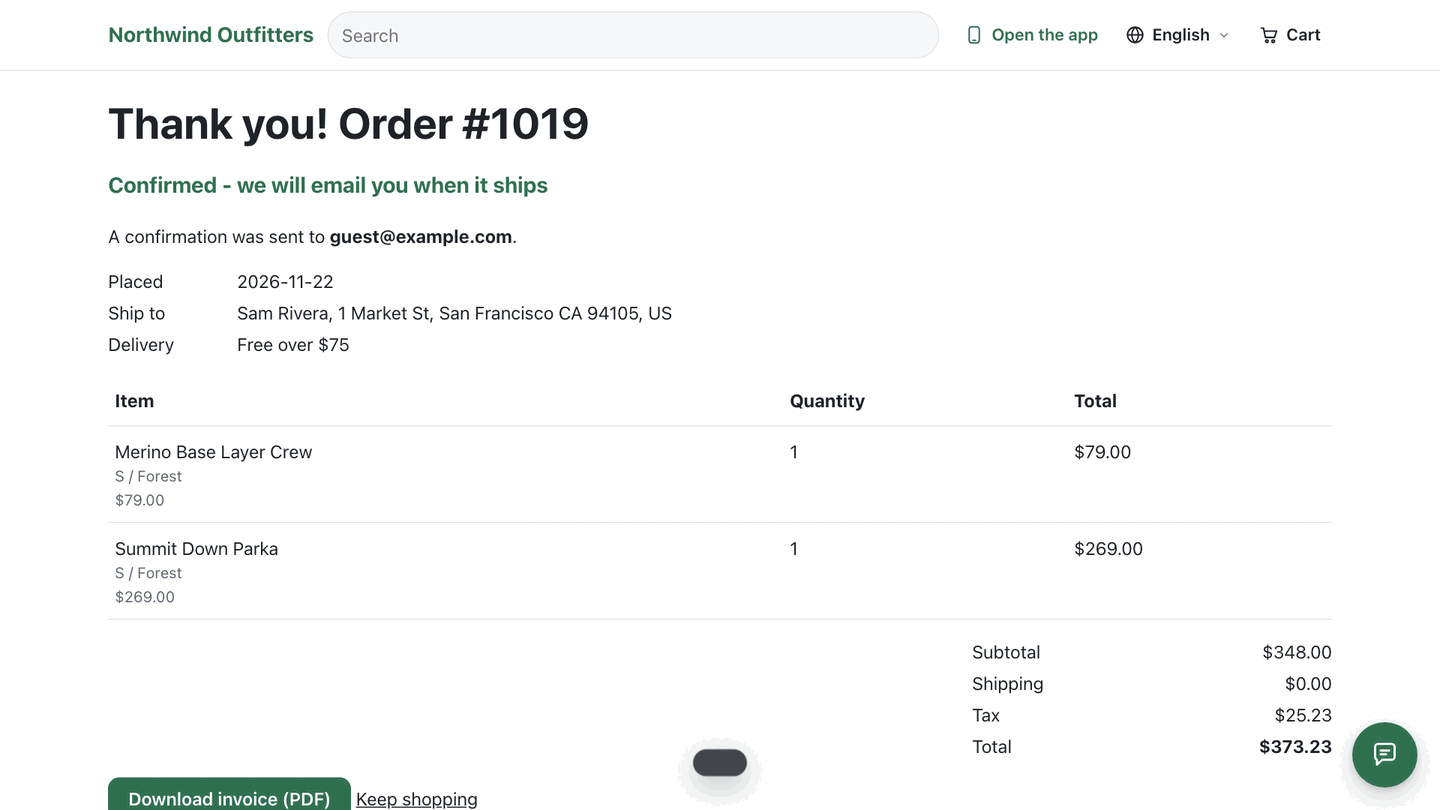 Northwind Outfitters
Search
Open the app
English
Cart
Thank you! Order #1019
Confirmed - we will email you when it ships
A confirmation was sent to guest@example.com.
Placed 2026-11-22
Ship to Sam Rivera, 1 Market St, San Francisco CA 94105, US
Delivery Free over $75
Item Quantity Total
Merino Base Layer Crew 1 $79.00
S / Forest
$79.00
Summit Down Parka 1 $269.00
S / Forest
$269.00
Subtotal $348.00
Shipping $0.00
Tax $25.23
Total $373.23
Download invoice (PDF) Keep shopping